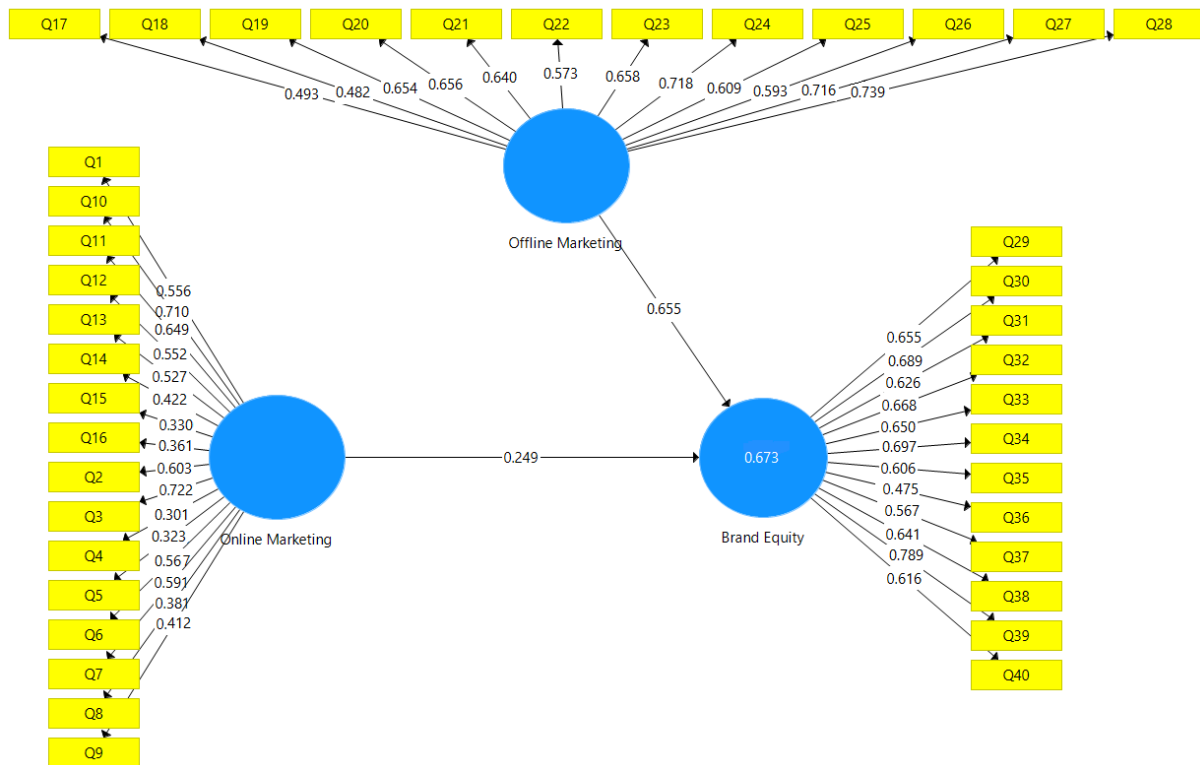 Q17 Q18 Q19 Q20 Q21 Q22 Q23 Q24 Q25 Q26 Q27 Q28
0.493 0.482 0.654 0.656 0.640 0.573 0.658 0.718 0.609 0.593 0.716 0.739
Offline Marketing
0.655
Q1
Q10
Q11
Q12
Q13
Q14
Q15
Q16
Q2
Q3
Q4
Q5
Q6
Q7
Q8
Q9
0.556
0.710
0.649
0.552
0.527
0.422
0.330
0.361
0.603
0.722
0.301
0.323
0.567
0.591
0.381
0.412
Online Marketing
0.249
0.673
Brand Equity
0.655
0.689
0.626
0.668
0.650
0.697
0.606
0.475
0.567
0.641
0.789
0.616
Q29
Q30
Q31
Q32
Q33
Q34
Q35
Q36
Q37
Q38
Q39
Q40